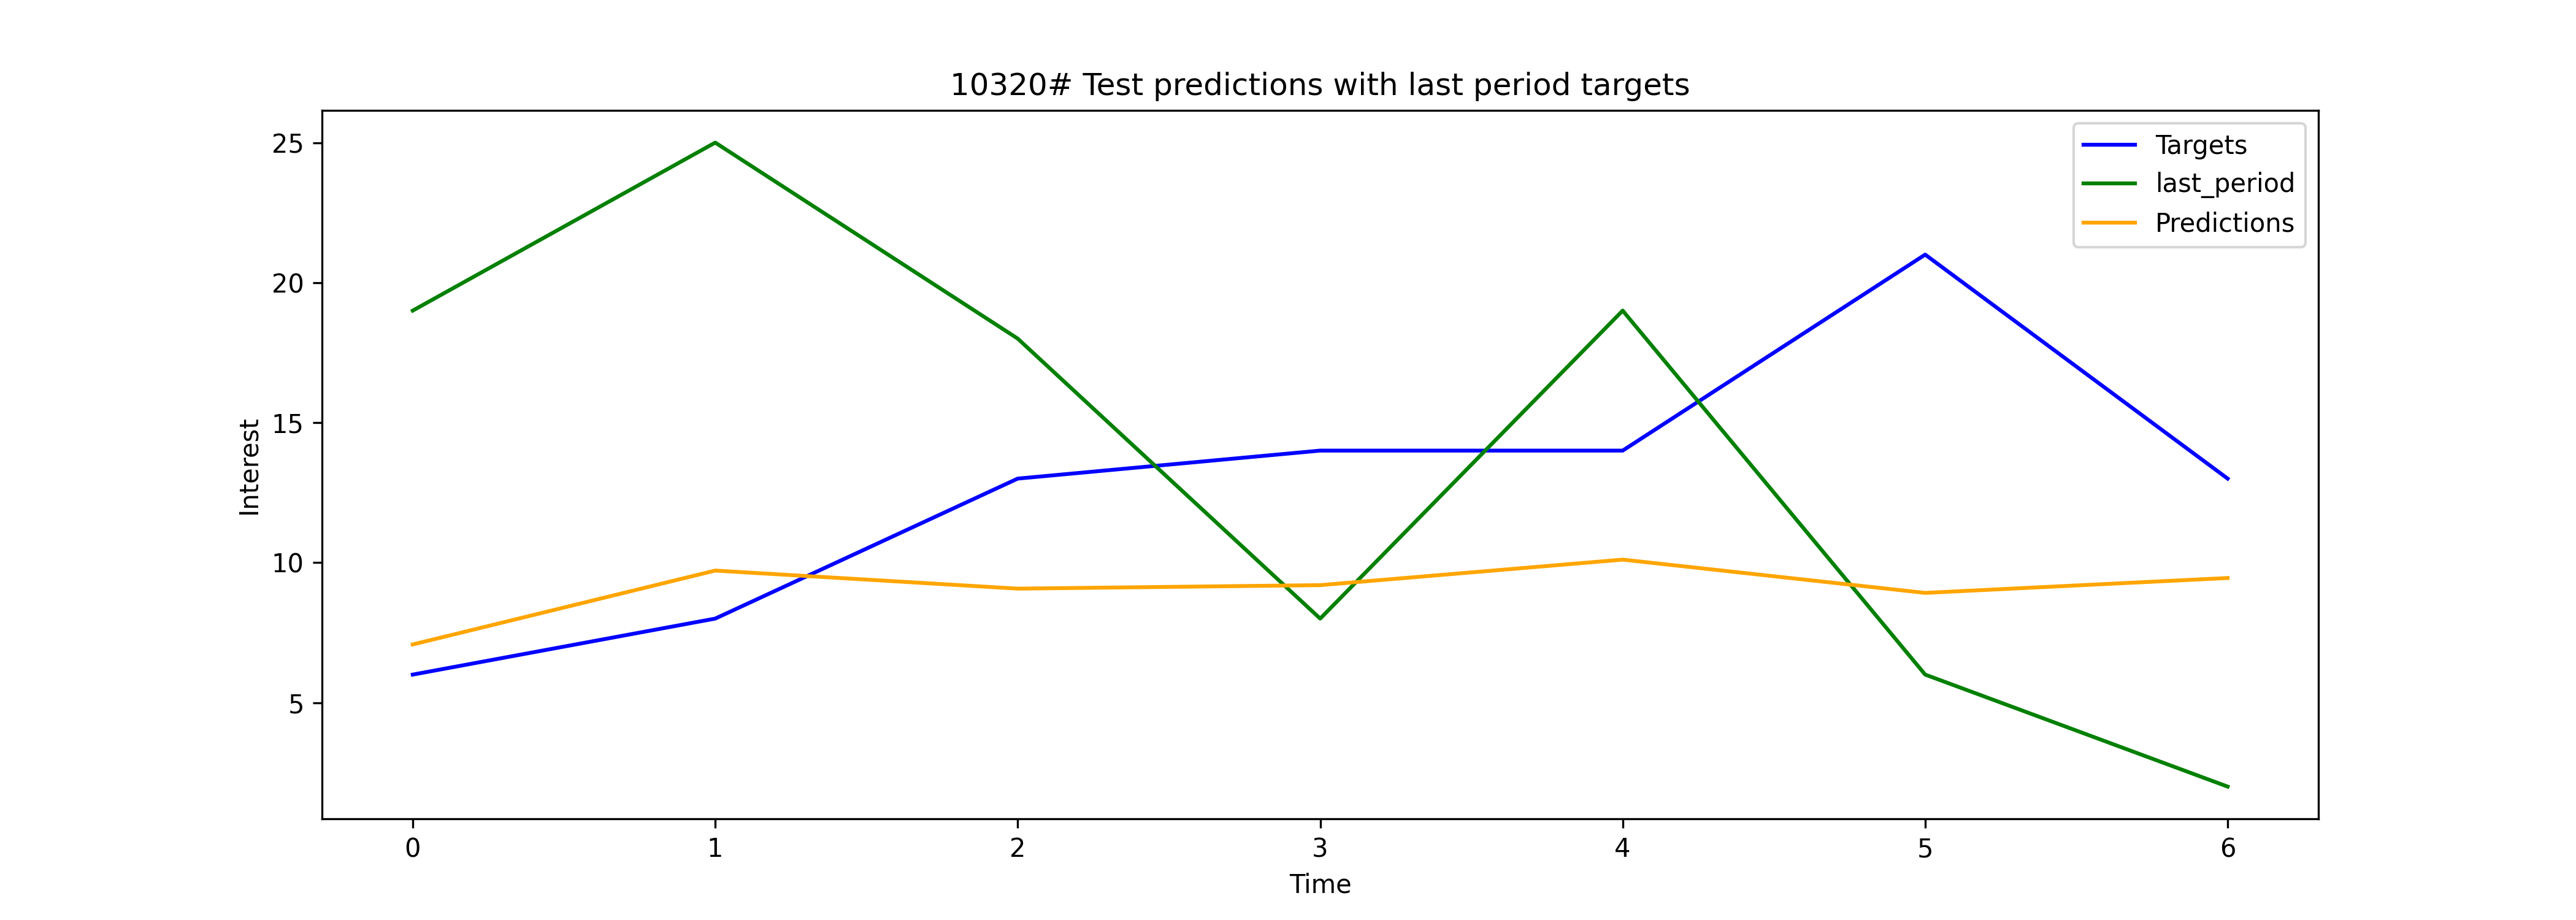 10320# Test predictions with last period targets
Targets
last_period
Predictions
Interest
25
20
15
10
5
0 1 2 3 4 5 6
Time